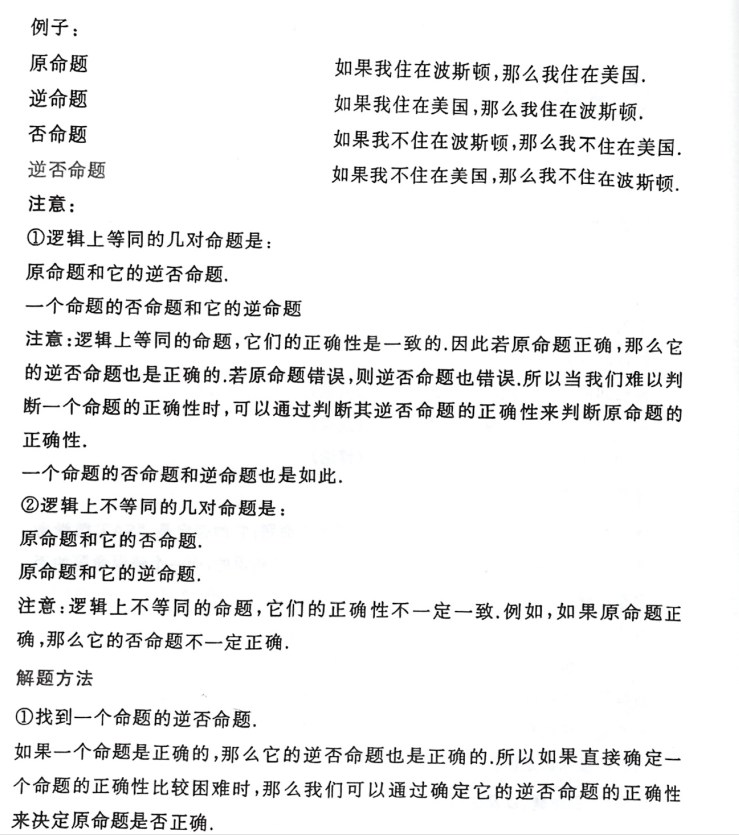 例子:
原命题 如果我住在波斯顿,那么我住在美国.
逆命题 如果我住在美国,那么我住在波斯顿.
否命题 如果我不住在波斯顿,那么我不住在美国.
逆否命题 如果我不住在美国,那么我不住在波斯顿.
注意:
①逻辑上等同的几对命题是:
原命题和它的逆否命题.
一个命题的否命题和它的逆命题
注意:逻辑上等同的命题,它们的正确性是一致的.因此若原命题正确,那么它
的逆否命题也是正确的.若原命题错误,则逆否命题也错误.所以当我们难以判
断一个命题的正确性时,可以通过判断其逆否命题的正确性来判断原命题的
正确性.
一个命题的否命题和逆命题也是如此.
②逻辑上不等同的几对命题是:
原命题和它的否命题.
原命题和它的逆命题.
注意:逻辑上不等同的命题,它们的正确性不一定一致.例如,如果原命题正
确,那么它的否命题不一定正确.
解题方法
①找到一个命题的逆否命题.
如果一个命题是正确的,那么它的逆否命题也是正确的.所以如果直接确定一
个命题的正确性比较困难时,那么我们可以通过确定它的逆否命题的正确性
来决定原命题是否正确.